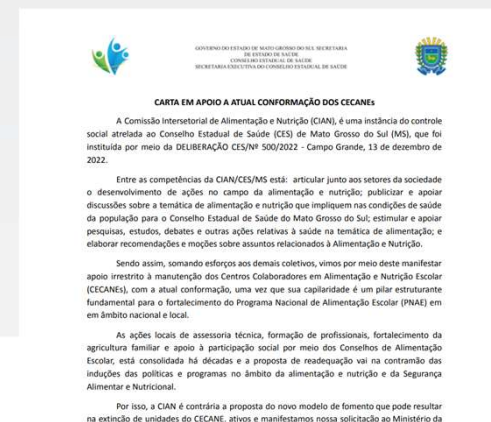 GOVERNO DO ESTADO DE MATO GROSSO DO SUL SECRETARIA
DE ESTADO DE SAÚDE
CONSELHO ESTADUAL DE SAÚDE
SECRETARIA EXECUTIVA DO CONSELHO ESTADUAL DE SAÚDE
CARTA EM APOIO A ATUAL CONFORMAÇÃO DOS CECANEs
A Comissão Intersetorial de Alimentação e Nutrição (CIAN), é uma instância do controle
social atrelada ao Conselho Estadual de Saúde (CES) de Mato Grosso do Sul (MS), que foi
instituída por meio da DELIBERAÇÃO CES/Nº 500/2022 - Campo Grande, 13 de dezembro de
2022.
Entre as competências da CIAN/CES/MS está: articular junto aos setores da sociedade
o desenvolvimento de ações no campo da alimentação e nutrição; publicizar e apoiar
discussões sobre a temática de alimentação e nutrição que impliquem nas condições de saúde
da população para o Conselho Estadual de Saúde do Mato Grosso do Sul; estimular e apoiar
pesquisas, estudos, debates e outras ações relativas à saúde na temática de alimentação; e
elaborar recomendações e moções sobre assuntos relacionados à Alimentação e Nutrição.
Sendo assim, somando esforços aos demais coletivos, vimos por meio deste manifestar
apoio irrestrito à manutenção dos Centros Colaboradores em Alimentação e Nutrição Escolar
(CECANEs), com a atual conformação, uma vez que sua capilaridade é um pilar estruturante
fundamental para o fortalecimento do Programa Nacional de Alimentação Escolar (PNAE) em
em âmbito nacional e local.
As ações locais de assessoria técnica, formação de profissionais, fortalecimento da
agricultura familiar e apoio à participação social por meio dos Conselhos de Alimentação
Escolar, está consolidada há décadas e a proposta de readequação vai na contramão das
induções das políticas e programas no âmbito da alimentação e nutrição e da Segurança
Alimentar e Nutricional.
Por isso, a CIAN é contrária a proposta do novo modelo de fomento que pode resultar
na extinção de unidades do CECANE, ativos e manifestamos nossa solicitação ao Ministério da